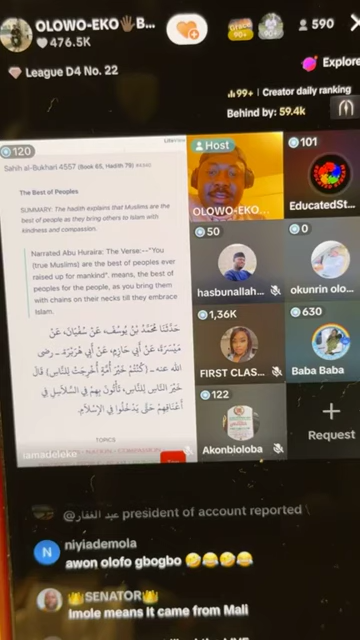 OLOWO-EKO🖐🏿B...
476.5K
590
League D4 No. 22
Explore
99+ | Creator daily ranking
Behind by: 59.4k
120
Sahih al-Bukhari 4557 (Book 65, Hadith 79)
The Best of Peoples
SUMMARY: The hadith explains that Muslims are the
best of people as they bring others to Islam with
kindness and compassion.
Narrated Abu Huraira: The Verse:--"You
(true Muslims) are the best of peoples ever
raised up for mankind". means, the best of
peoples for the people, as you bring them
with chains on their necks till they embrace
Islam.
حَدَّثَنَا مُحَمَّدُ بْنُ يُوسُفَ، عَنْ سُفْيَانَ، عَنْ
مَيْسَرَةَ، عَنْ أَبِي حَازِمٍ، عَنْ أَبِي هُرَيْرَةَ ـ رضى
الله عنه ـ {كُنْتُمْ خَيْرَ أُمَّةٍ أُخْرِجَتْ لِلنَّاسِ} قَالَ
خَيْرَ النَّاسِ لِلنَّاسِ، تَأْتُونَ بِهِمْ فِي السَّلاَسِلِ فِي
أَعْنَاقِهِمْ حَتَّى يَدْخُلُوا فِي الإِسْلاَمِ.
TOPICS
iamadeleke
Host
OLOWO-EKO...
101
EducatedSt...
50
hasbunallah...
0
okunrin olo...
1,36K
FIRST CLAS...
630
Baba Baba
122
Akonbioloba
+
Request
@عبد الغفار president of account reported
N niyiademola
awon olofo gbogbo 🤣🤣🤣🤣
👑SENATOR👑
Imole means It came from Mali